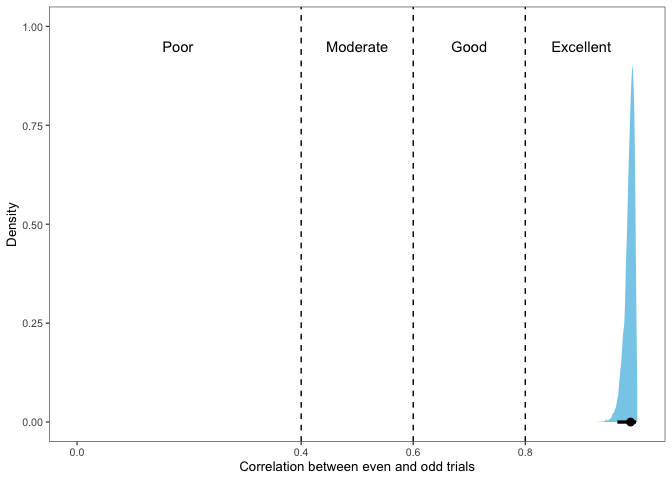 1.00
Poor Moderate Good Excellent
0.75
Density
0.50
0.25
0.00
0.0 0.4 0.6 0.8
Correlation between even and odd trials